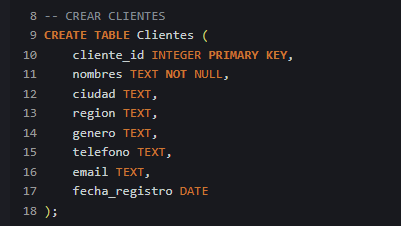 8 -- CREAR CLIENTES
9 CREATE TABLE Clientes (
10     cliente_id INTEGER PRIMARY KEY,
11     nombres TEXT NOT NULL,
12     ciudad TEXT,
13     region TEXT,
14     genero TEXT,
15     telefono TEXT,
16     email TEXT,
17     fecha_registro DATE
18 );